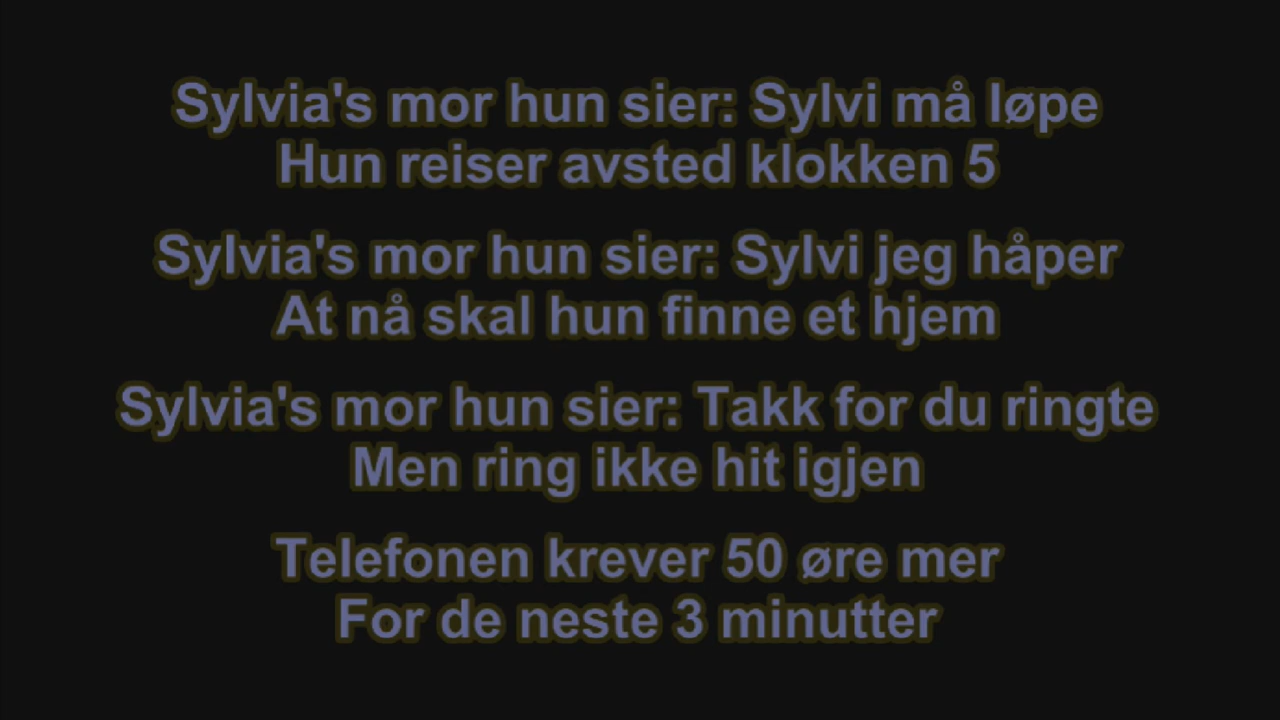 Sylvia's mor hun sier: Sylvi må løpe
Hun reiser avsted klokken 5
Sylvia's mor hun sier: Sylvi jeg håper
At nå skal hun finne et hjem
Sylvia's mor hun sier: Takk for du ringte
Men ring ikke hit igjen
Telefonen krever 50 øre mer
For de neste 3 minutter